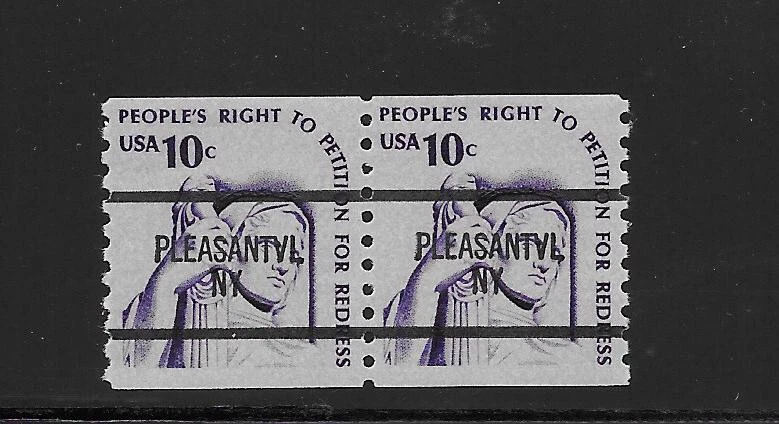 PEOPLE'S RIGHT TO PETITION FOR REDRESS
USA 10c
PLEASANTVL
NY
PEOPLE'S RIGHT TO PETITION FOR REDRESS
USA 10c
PLEASANTVL
NY